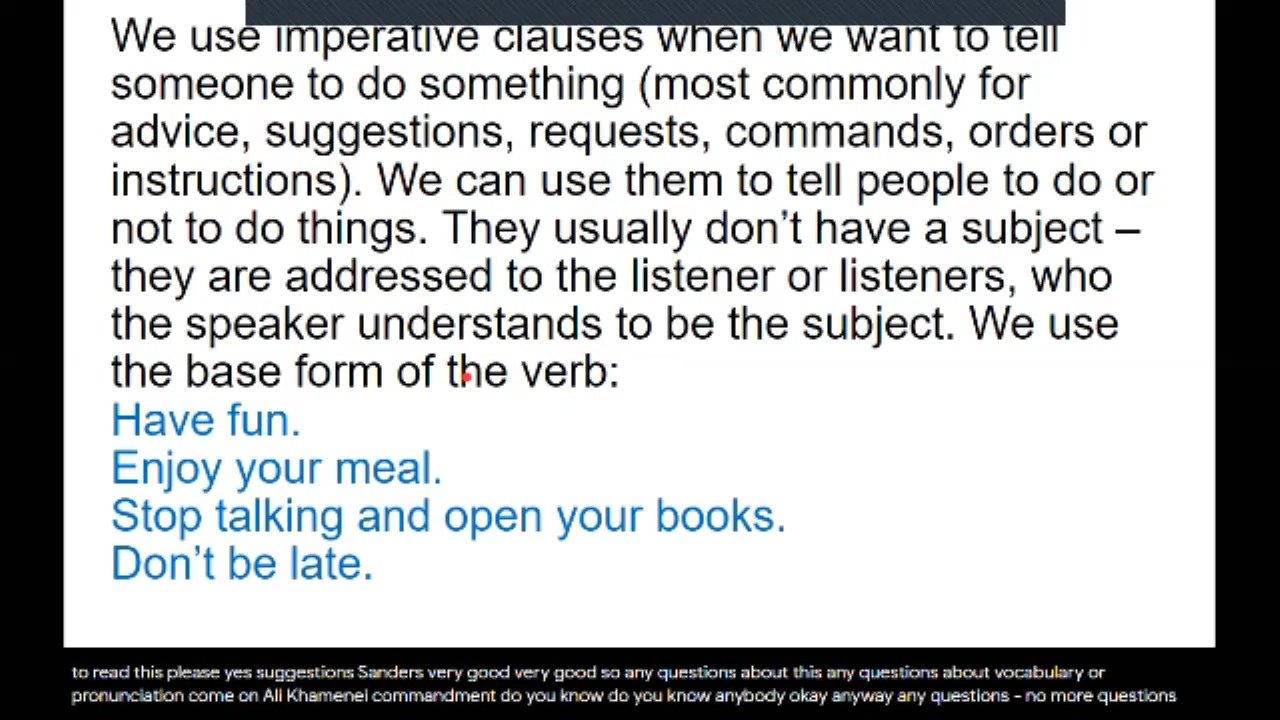 We use imperative clauses when we want to tell
someone to do something (most commonly for
advice, suggestions, requests, commands, orders or
instructions). We can use them to tell people to do or
not to do things. They usually don’t have a subject –
they are addressed to the listener or listeners, who
the speaker understands to be the subject. We use
the base form of the verb:
Have fun.
Enjoy your meal.
Stop talking and open your books.
Don’t be late.
to read this please yes suggestions Sanders very good very good so any questions about this any questions about vocabulary or
pronunciation come on Ali Khamenei commandment do you know do you know anybody okay anyway any questions - no more questions